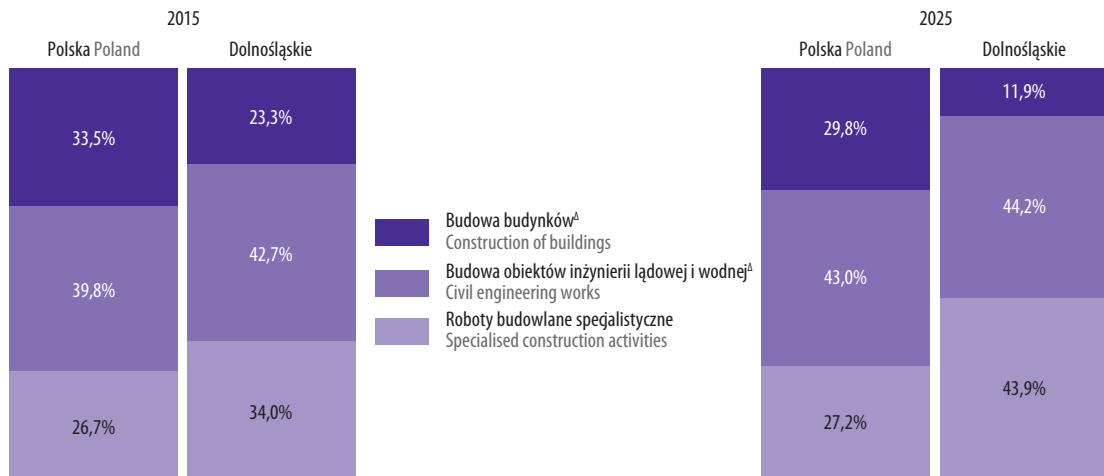 2015
Polska Poland
Dolnośląskie
33,5%
39,8%
26,7%
23,3%
42,7%
34,0%
Budowa budynków^Δ
Construction of buildings
Budowa obiektów inżynierii lądowej i wodnej^Δ
Civil engineering works
Roboty budowlane specjalistyczne
Specialised construction activities
2025
Polska Poland
Dolnośląskie
29,8%
43,0%
27,2%
11,9%
44,2%
43,9%